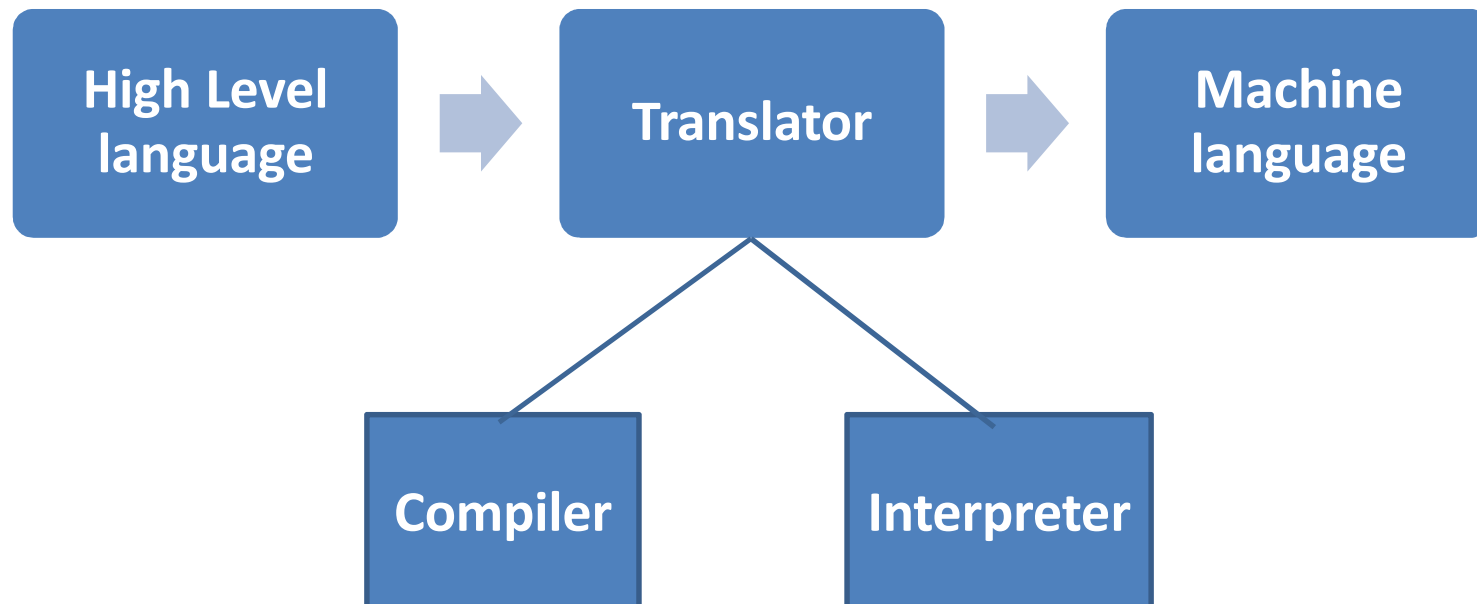 High Level
language
Translator
Machine
language
Compiler
Interpreter